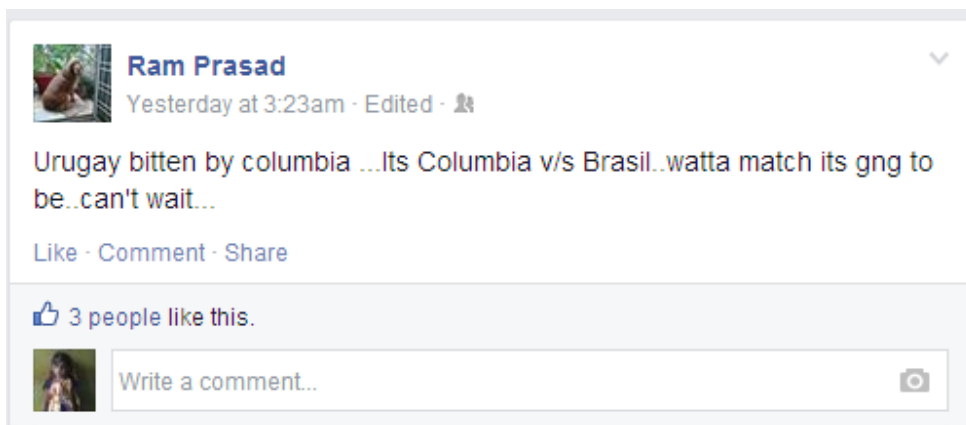 Ram Prasad
Yesterday at 3:23am · Edited ·
Urugay bitten by columbia ...Its Columbia v/s Brasil..watta match its gng to
be..can't wait...
Like · Comment · Share
3 people like this.
Write a comment...